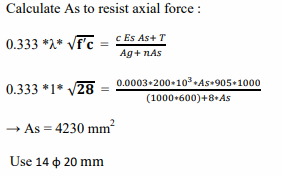 Calculate As to resist axial force :
0.333 *λ* √f'c = c Es As+ T / Ag+ nAs
0.333 *1* √28 = 0.0003*200*10³*As*905*1000 / (1000*600)+8*As
→ As = 4230 mm²
Use 14 ϕ 20 mm